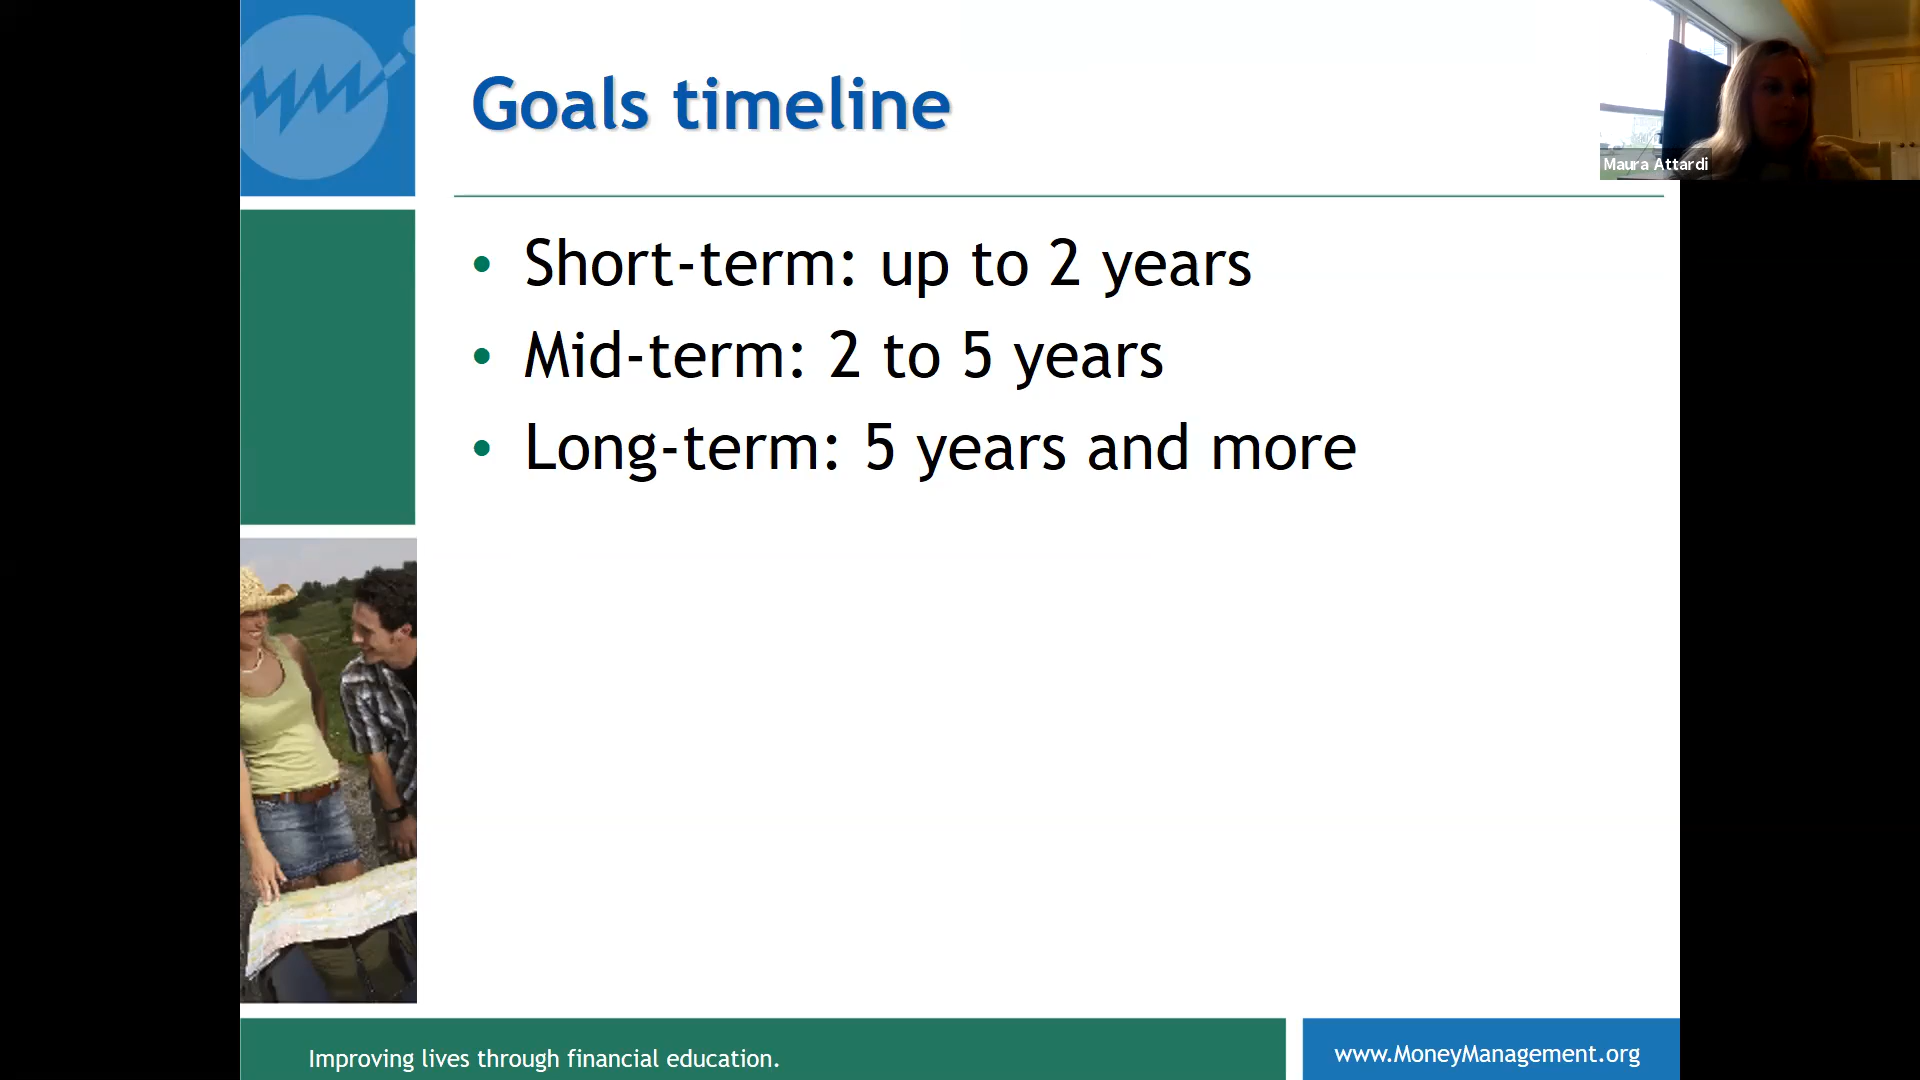 Goals timeline
Maura Attardi
• Short-term: up to 2 years
• Mid-term: 2 to 5 years
• Long-term: 5 years and more
Improving lives through financial education.
www.MoneyManagement.org